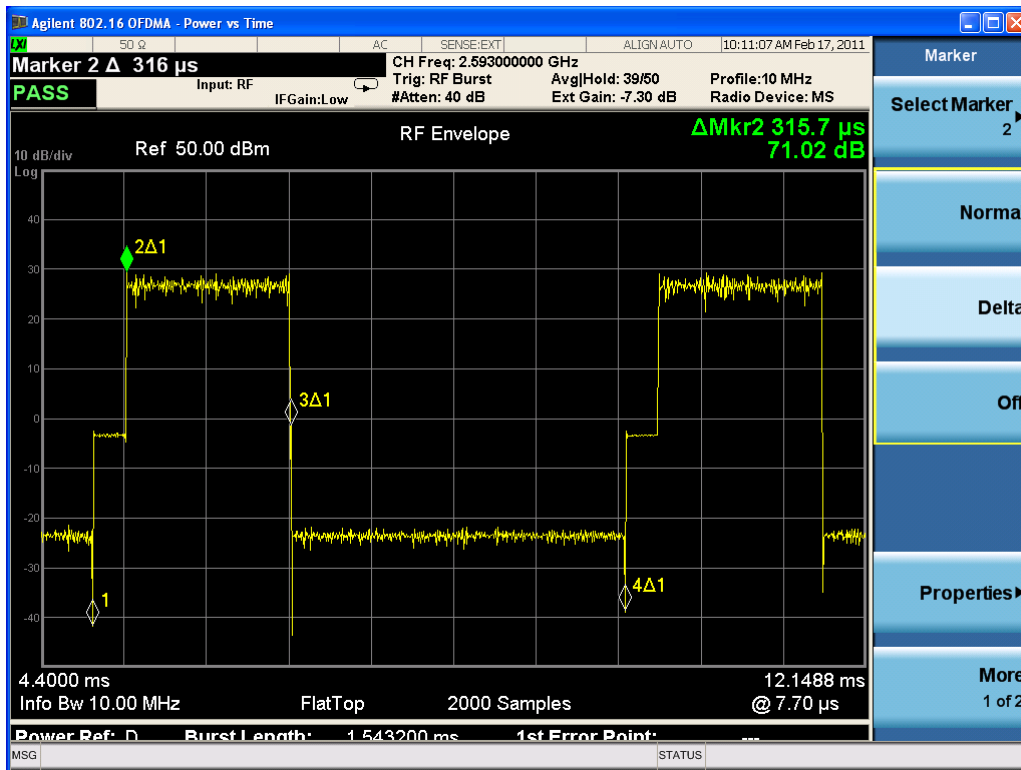 Agilent 802.16 OFDMA - Power vs Time
LXI 50 Ω AC SENSE:EXT ALIGN AUTO 10:11:07 AM Feb 17, 2011
Marker 2 Δ 316 µs
PASS
Input: RF
IFGain:Low
CH Freq: 2.593000000 GHz
Trig: RF Burst
#Atten: 40 dB
Avg|Hold: 39/50
Ext Gain: -7.30 dB
Profile:10 MHz
Radio Device: MS
10 dB/div
Log
Ref 50.00 dBm
RF Envelope
ΔMkr2 315.7 µs
71.02 dB
40
30
20
10
0
-10
-20
-30
-40
2Δ1
3Δ1
1
4Δ1
4.4000 ms
12.1488 ms
Info Bw 10.00 MHz FlatTop 2000 Samples @ 7.70 µs
Power Ref: D Burst Length: 1.543200 ms 1st Error Point: ---
MSG STATUS
Marker
Select Marker
2
Norma
Delta
Off
Properties
More
1 of 2